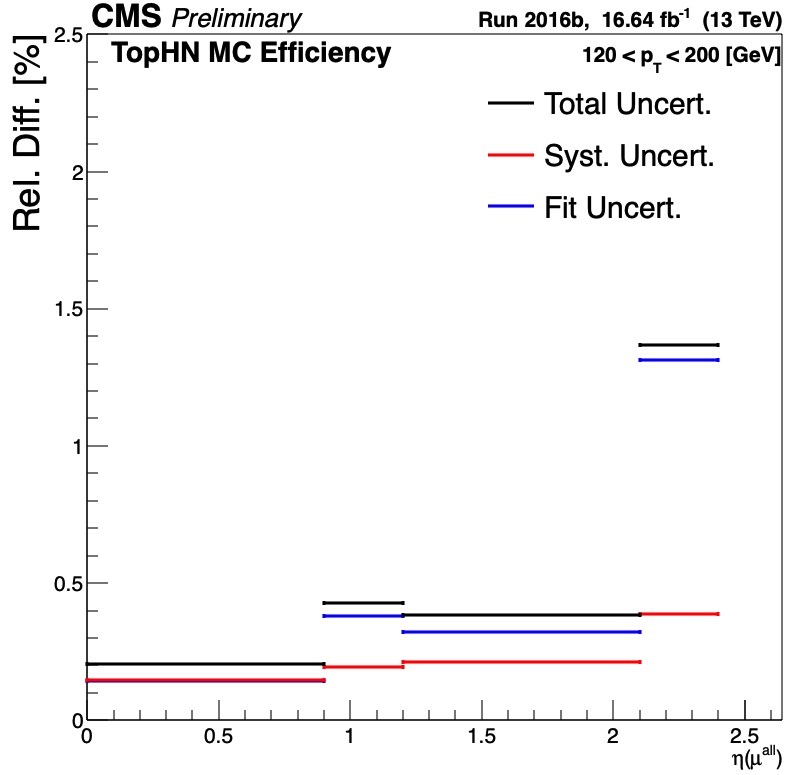 CMS Preliminary Run 2016b, 16.64 fb⁻¹ (13 TeV)
TopHN MC Efficiency 120 < p_T < 200 [GeV]
Rel. Diff. [%]
Total Uncert.
Syst. Uncert.
Fit Uncert.
2.5
2
1.5
1
0.5
0
0 0.5 1 1.5 2 2.5
η(μ^all)